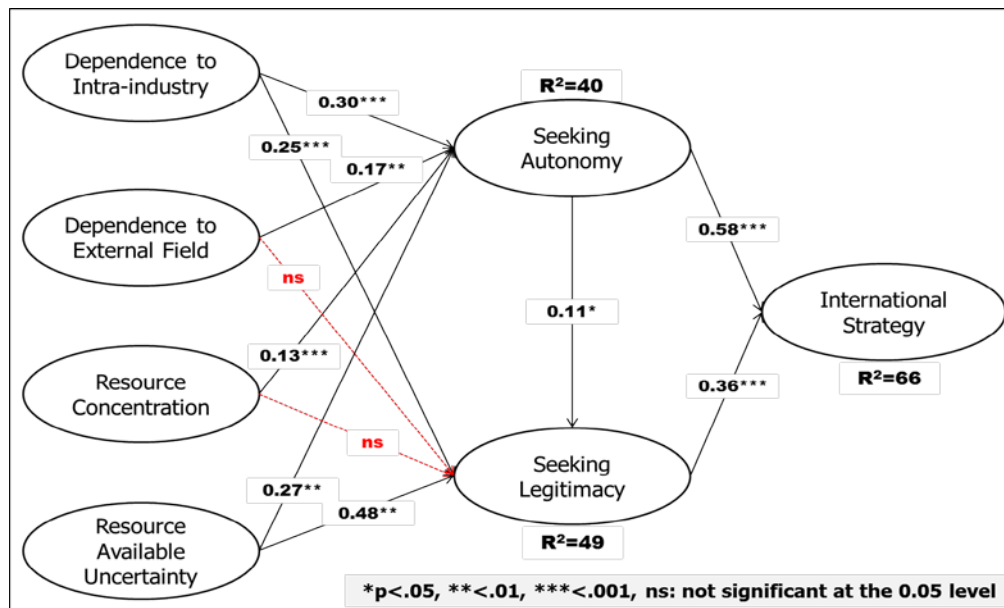 Dependence to
Intra-industry
R²=40
0.30***
Seeking
Autonomy
0.25***
0.17**
Dependence to
External Field
0.58***
ns
0.11*
International
Strategy
R²=66
0.13***
Resource
Concentration
0.36***
ns
Seeking
Legitimacy
0.27**
0.48**
R²=49
Resource
Available
Uncertainty
*p<.05, **<.01, ***<.001, ns: not significant at the 0.05 level